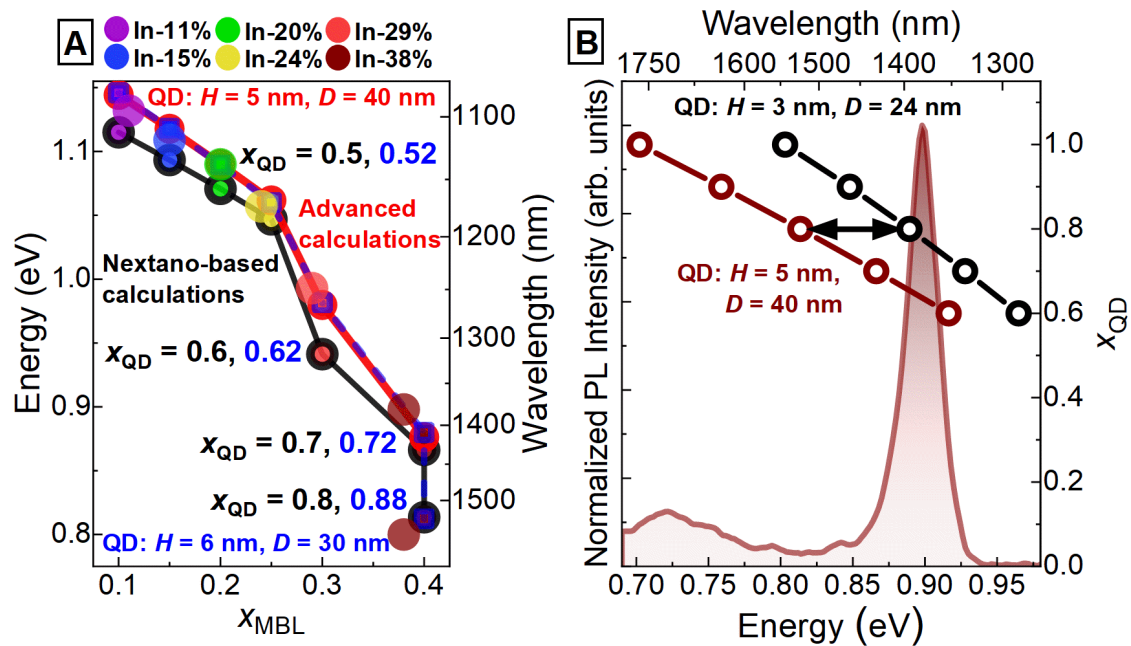 A
In-11% In-20% In-29%
In-15% In-24% In-38%
QD: H = 5 nm, D = 40 nm
xQD = 0.5, 0.52
Advanced
calculations
Nextano-based
calculations
xQD = 0.6, 0.62
xQD = 0.7, 0.72
xQD = 0.8, 0.88
QD: H = 6 nm, D = 30 nm
Energy (eV)
1.1
1.0
0.9
0.8
0.1 0.2 0.3 0.4
xMBL
1100
1200
1300
1400
1500
Wavelength (nm)
B
Wavelength (nm)
1750 1600 1500 1400 1300
QD: H = 3 nm, D = 24 nm
QD: H = 5 nm,
D = 40 nm
Normalized PL Intensity (arb. units)
0.70 0.75 0.80 0.85 0.90 0.95
Energy (eV)
1.0
0.8
0.6
0.4
0.2
0.0
xQD